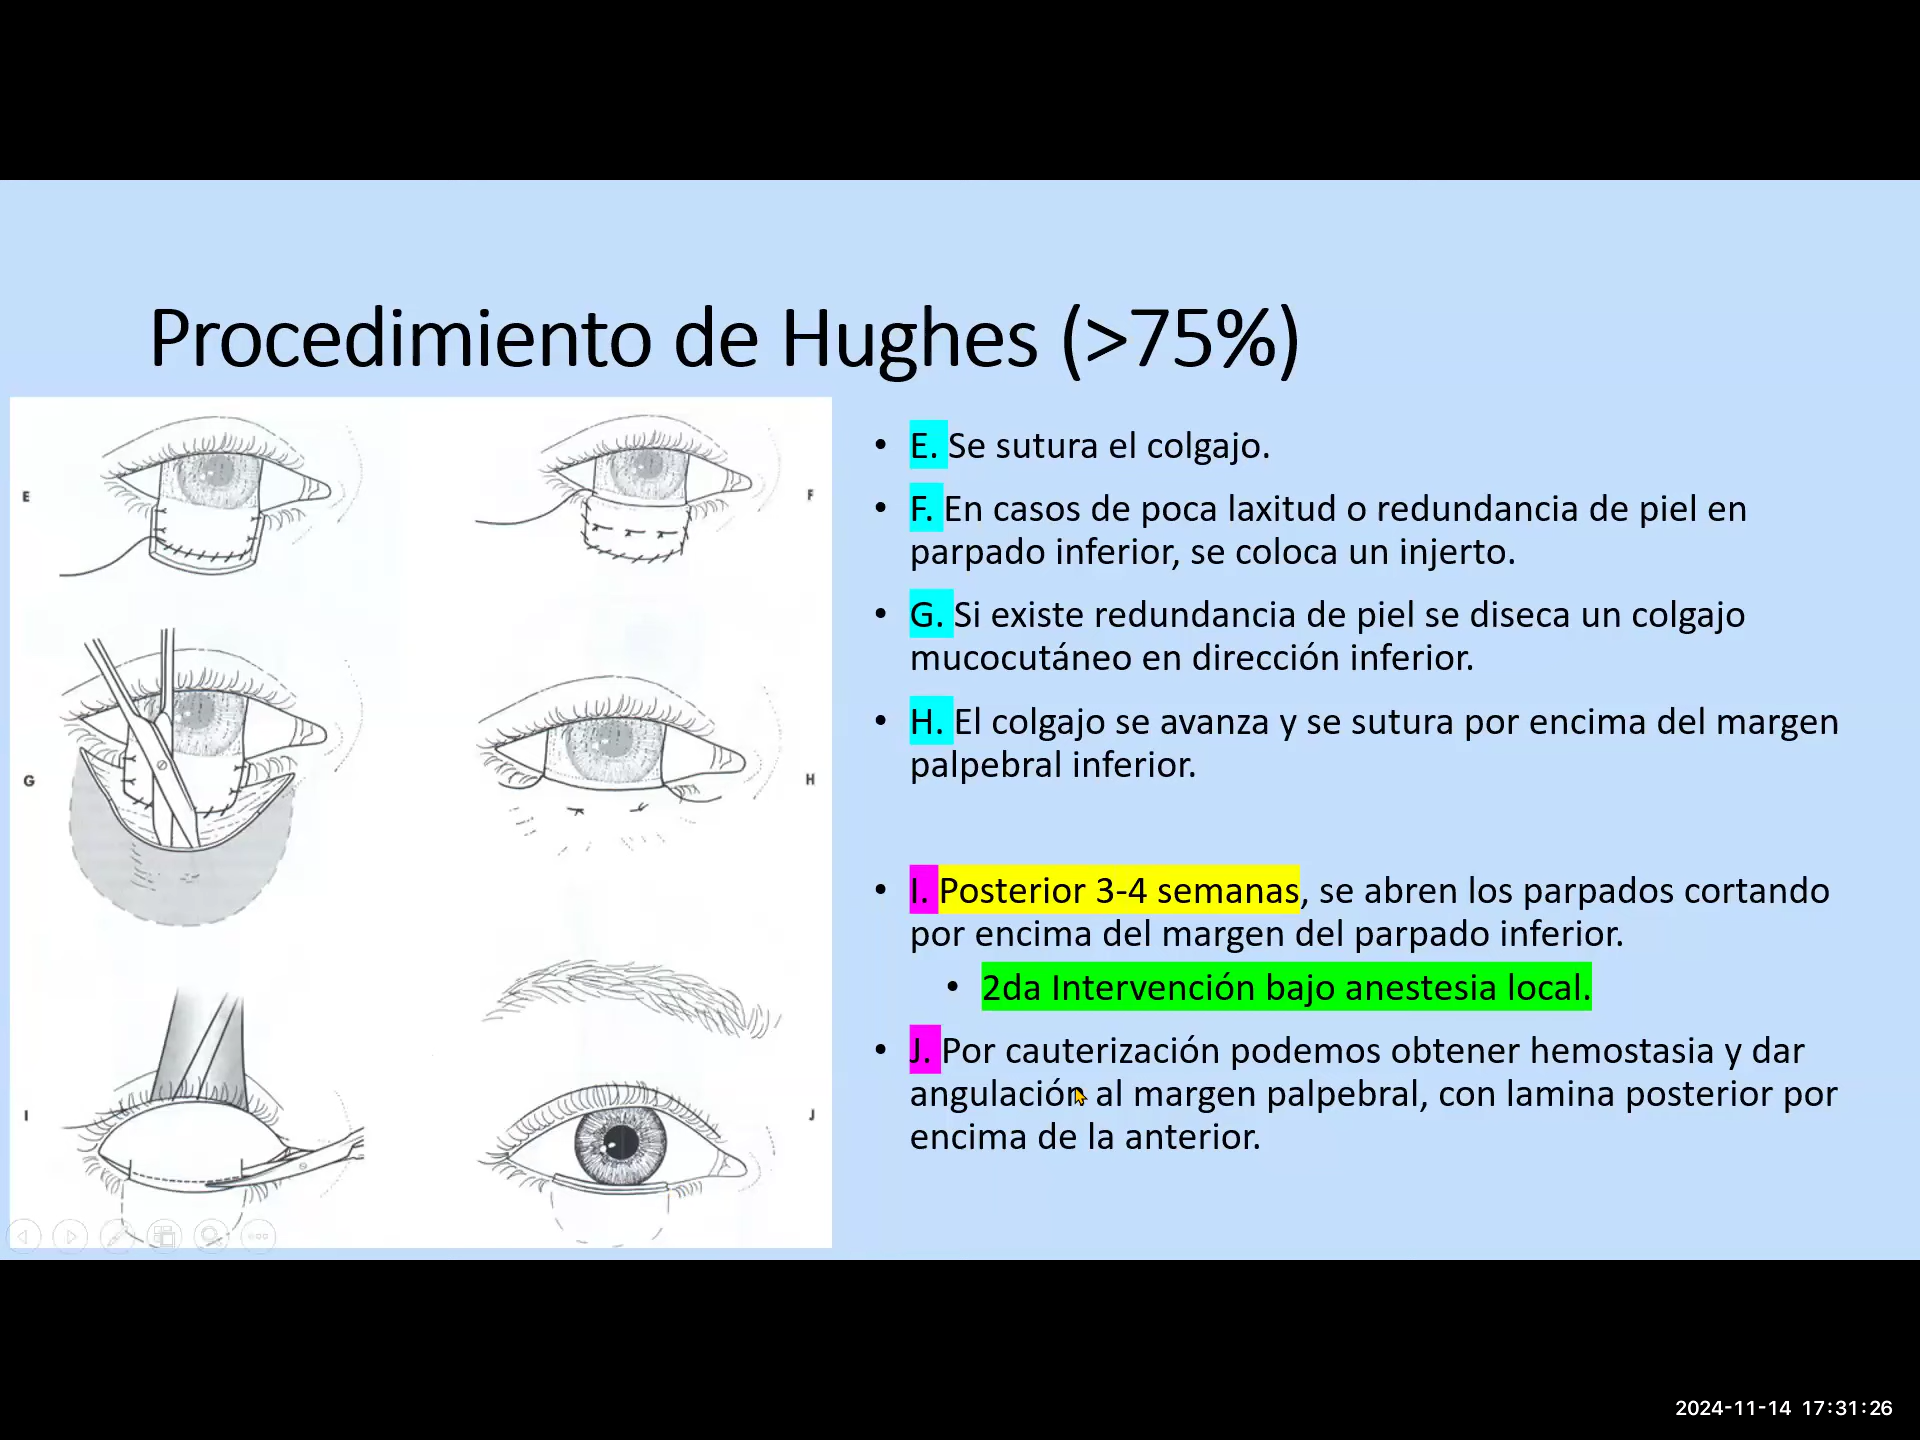 Procedimiento de Hughes (>75%)
E
F
G
H
I
J
• E. Se sutura el colgajo.
• F. En casos de poca laxitud o redundancia de piel en
parpado inferior, se coloca un injerto.
• G. Si existe redundancia de piel se diseca un colgajo
mucocutáneo en dirección inferior.
• H. El colgajo se avanza y se sutura por encima del margen
palpebral inferior.
• I. Posterior 3-4 semanas, se abren los parpados cortando
por encima del margen del parpado inferior.
• 2da Intervención bajo anestesia local.
• J. Por cauterización podemos obtener hemostasia y dar
angulación al margen palpebral, con lamina posterior por
encima de la anterior.
2024-11-14 17:31:26